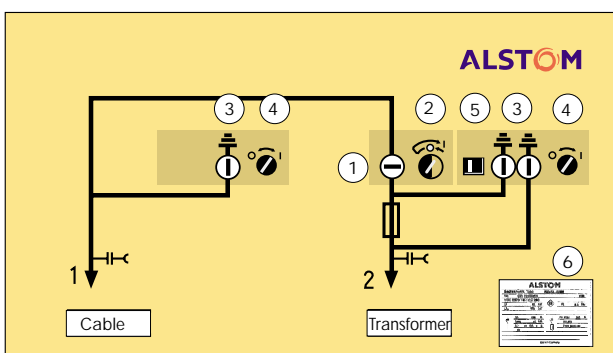 ALSTOM
3 4 2 5 3 4
O I O I O I
1
1 2 6
Cable Transformer
ALSTOM